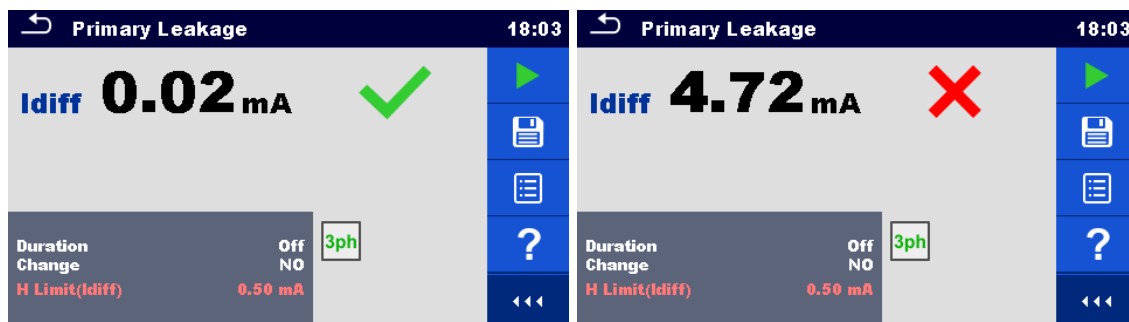 Primary Leakage 18:03
Idiff 0.02 mA
3ph
Duration Off
Change NO
H Limit(Idiff) 0.50 mA
?
Primary Leakage 18:03
Idiff 4.72 mA
3ph
Duration Off
Change NO
H Limit(Idiff) 0.50 mA
?